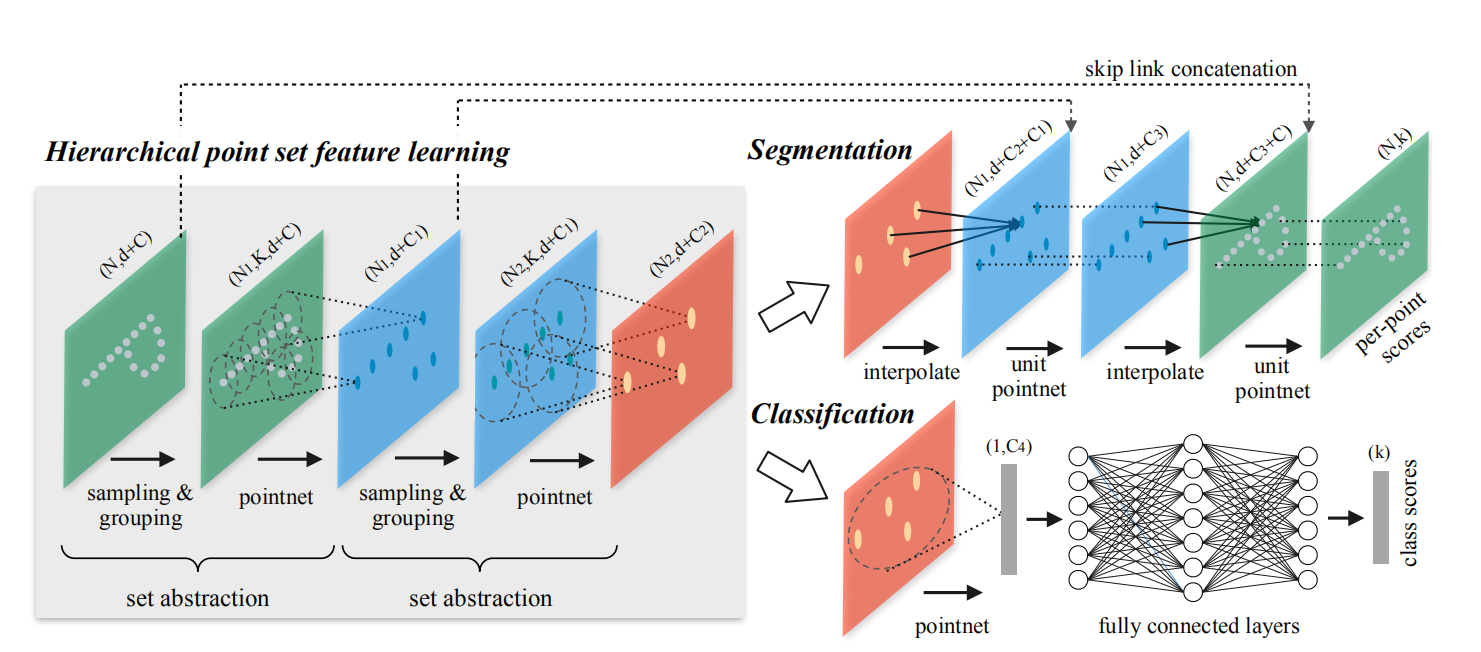 skip link concatenation
Hierarchical point set feature learning
(N,d+C)
(N1,K,d+C)
(N1,d+C1)
(N2,K,d+C1)
(N2,d+C2)
sampling &
grouping
pointnet
sampling &
grouping
pointnet
set abstraction
set abstraction
Segmentation
(N1,d+C2+C1)
(N1,d+C3)
(N,d+C3+C)
(N,k)
interpolate
unit
pointnet
interpolate
unit
pointnet
per-point
scores
Classification
(1,C4)
(k)
class scores
pointnet
fully connected layers